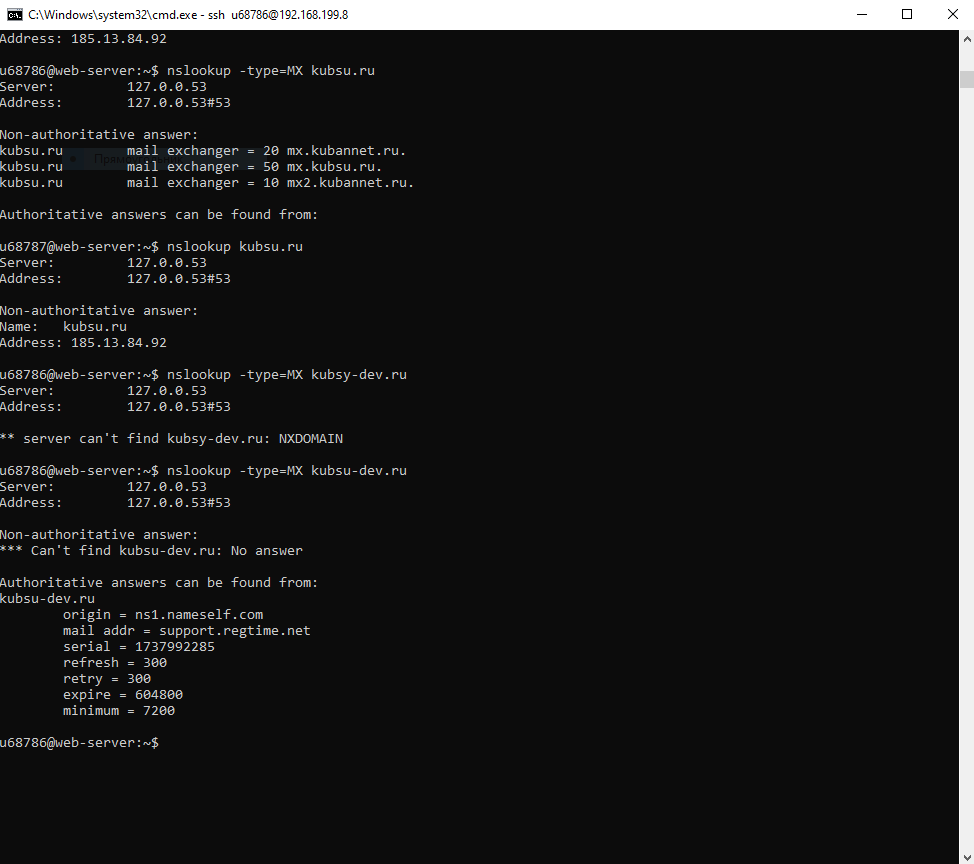 C:\Windows\system32\cmd.exe - ssh u68786@192.168.199.8
Address: 185.13.84.92
u68786@web-server:~$ nslookup -type=MX kubsu.ru
Server: 127.0.0.53
Address: 127.0.0.53#53
Non-authoritative answer:
kubsu.ru mail exchanger = 20 mx.kubannet.ru.
kubsu.ru mail exchanger = 50 mx.kubsu.ru.
kubsu.ru mail exchanger = 10 mx2.kubannet.ru.
Authoritative answers can be found from:
u68787@web-server:~$ nslookup kubsu.ru
Server: 127.0.0.53
Address: 127.0.0.53#53
Non-authoritative answer:
Name: kubsu.ru
Address: 185.13.84.92
u68786@web-server:~$ nslookup -type=MX kubsy-dev.ru
Server: 127.0.0.53
Address: 127.0.0.53#53
** server can't find kubsy-dev.ru: NXDOMAIN
u68786@web-server:~$ nslookup -type=MX kubsu-dev.ru
Server: 127.0.0.53
Address: 127.0.0.53#53
Non-authoritative answer:
*** Can't find kubsu-dev.ru: No answer
Authoritative answers can be found from:
kubsu-dev.ru
origin = ns1.nameself.com
mail addr = support.regtime.net
serial = 1737992285
refresh = 300
retry = 300
expire = 604800
minimum = 7200
u68786@web-server:~$